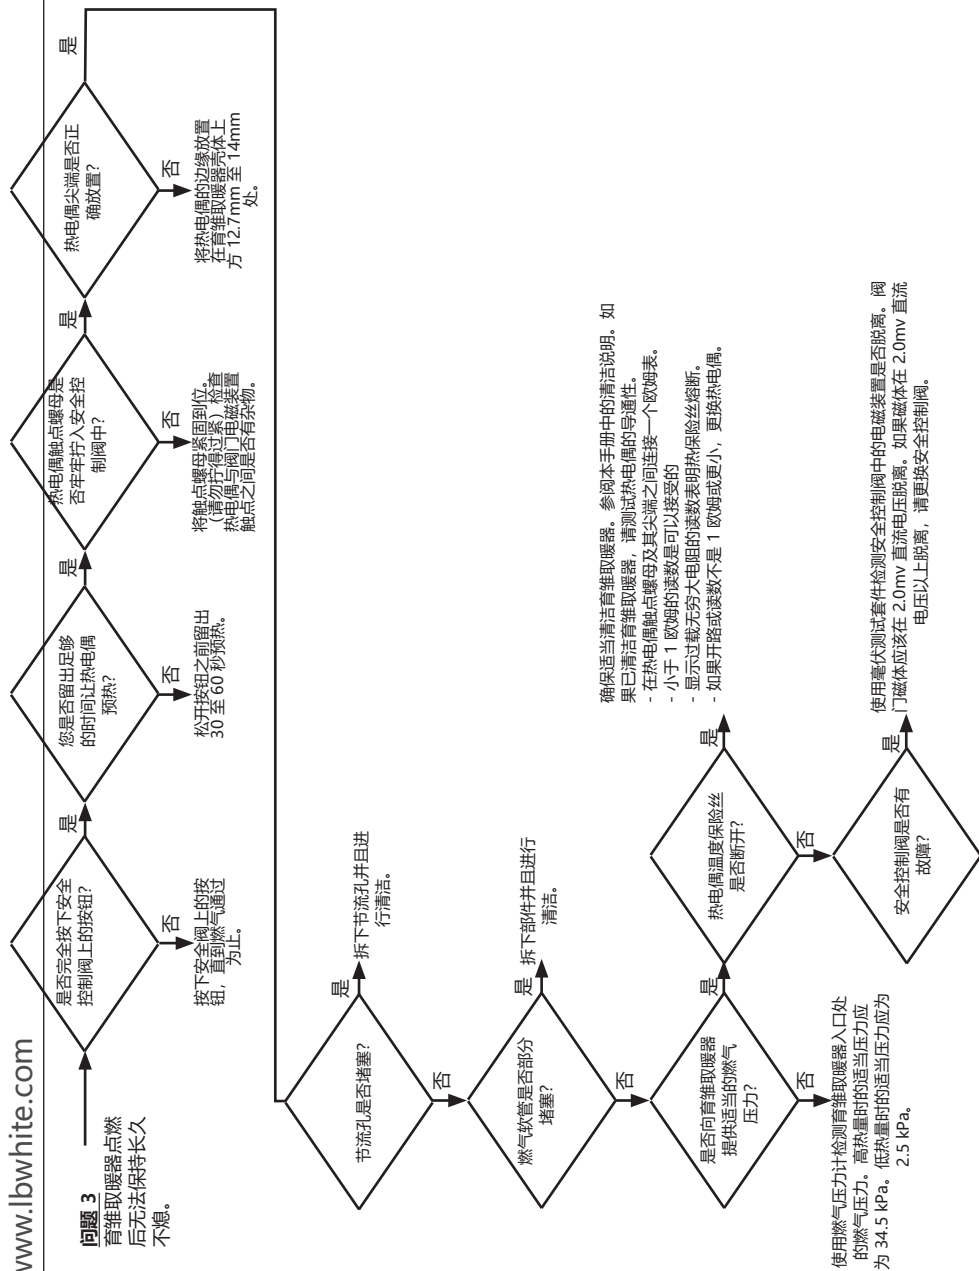 www.lbwhite.com
问题 3
育雏取暖器点燃
后无法保持长久
不熄。
是否完全按下安全
控制阀上的按钮？
是
否
按下安全阀上的按
钮，直到燃气通过
为止。
您是否留出足够
的时间让热电偶
预热？
是
否
松开按钮之前留出
30 至 60 秒预热。
热电偶触点螺母是
否牢牢拧入安全控
制阀中？
是
否
将触点螺母紧固到位。
（请勿拧得过紧）检查
热电偶与阀门电磁装置
触点之间是否有杂物。
热电偶尖端是否正
确放置？
是
否
将热电偶的边缘放置
在育雏取暖器壳体上
方 12.7mm 至 14mm
处。
节流孔是否堵塞？
是
拆下节流孔并且进
行清洁。
否
燃气软管是否部分
堵塞？
是
拆下部件并且进行
清洁。
否
是否向育雏取暖器
提供适当的燃气
压力？
是
否
使用燃气压力计检测育雏取暖器入口处
的燃气压力。高热量时的适当压力应
为 34.5 kPa。低热量时的适当压力应为
2.5 kPa。
热电偶温度保险丝
是否断开？
是
确保适当清洁育雏取暖器。参阅本手册中的清洁说明。如
果已清洁育雏取暖器，请测试热电偶的导通性。
- 在热电偶触点螺母及其尖端之间连接一个欧姆表。
- 小于 1 欧姆的读数是可以接受的
- 显示过载无穷大电阻的读数表明热保险丝熔断。
- 如果开路或读数不是 1 欧姆或更小，更换热电偶。
否
安全控制阀是否有
故障？
是
使用毫伏测试套件检测安全控制阀中的电磁装置是否脱离。阀
门磁体应该在 2.0mv 直流电压脱离。如果磁体在 2.0mv 直流
电压以上脱离，请更换安全控制阀。